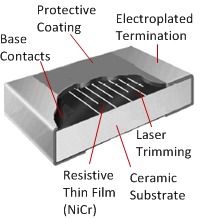 Protective
Coating
Electroplated
Termination
Base
Contacts
Laser
Trimming
Resistive
Thin Film
(NiCr)
Ceramic
Substrate